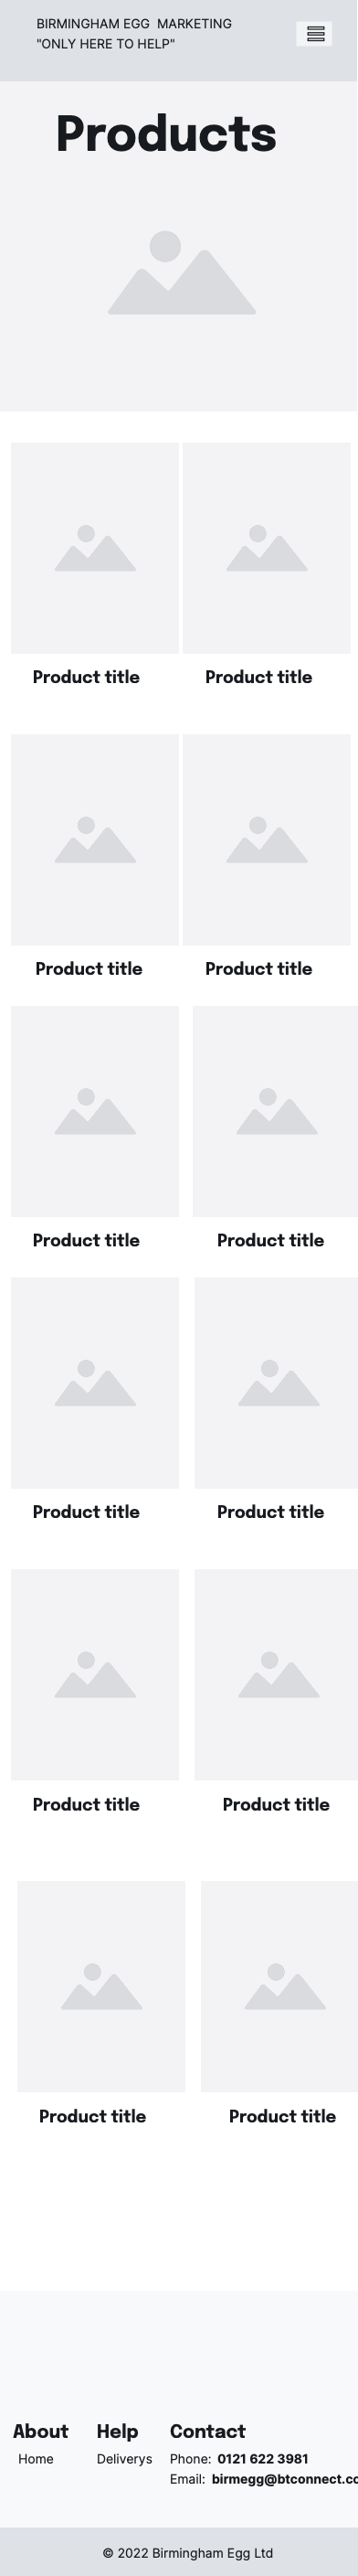 BIRMINGHAM EGG  MARKETING
"ONLY HERE TO HELP"
Products
Product title
Product title
Product title
Product title
Product title
Product title
Product title
Product title
Product title
Product title
Product title
Product title
About
Home
Help
Deliverys
Contact
Phone: 0121 622 3981
Email: birmegg@btconnect.co
© 2022 Birmingham Egg Ltd